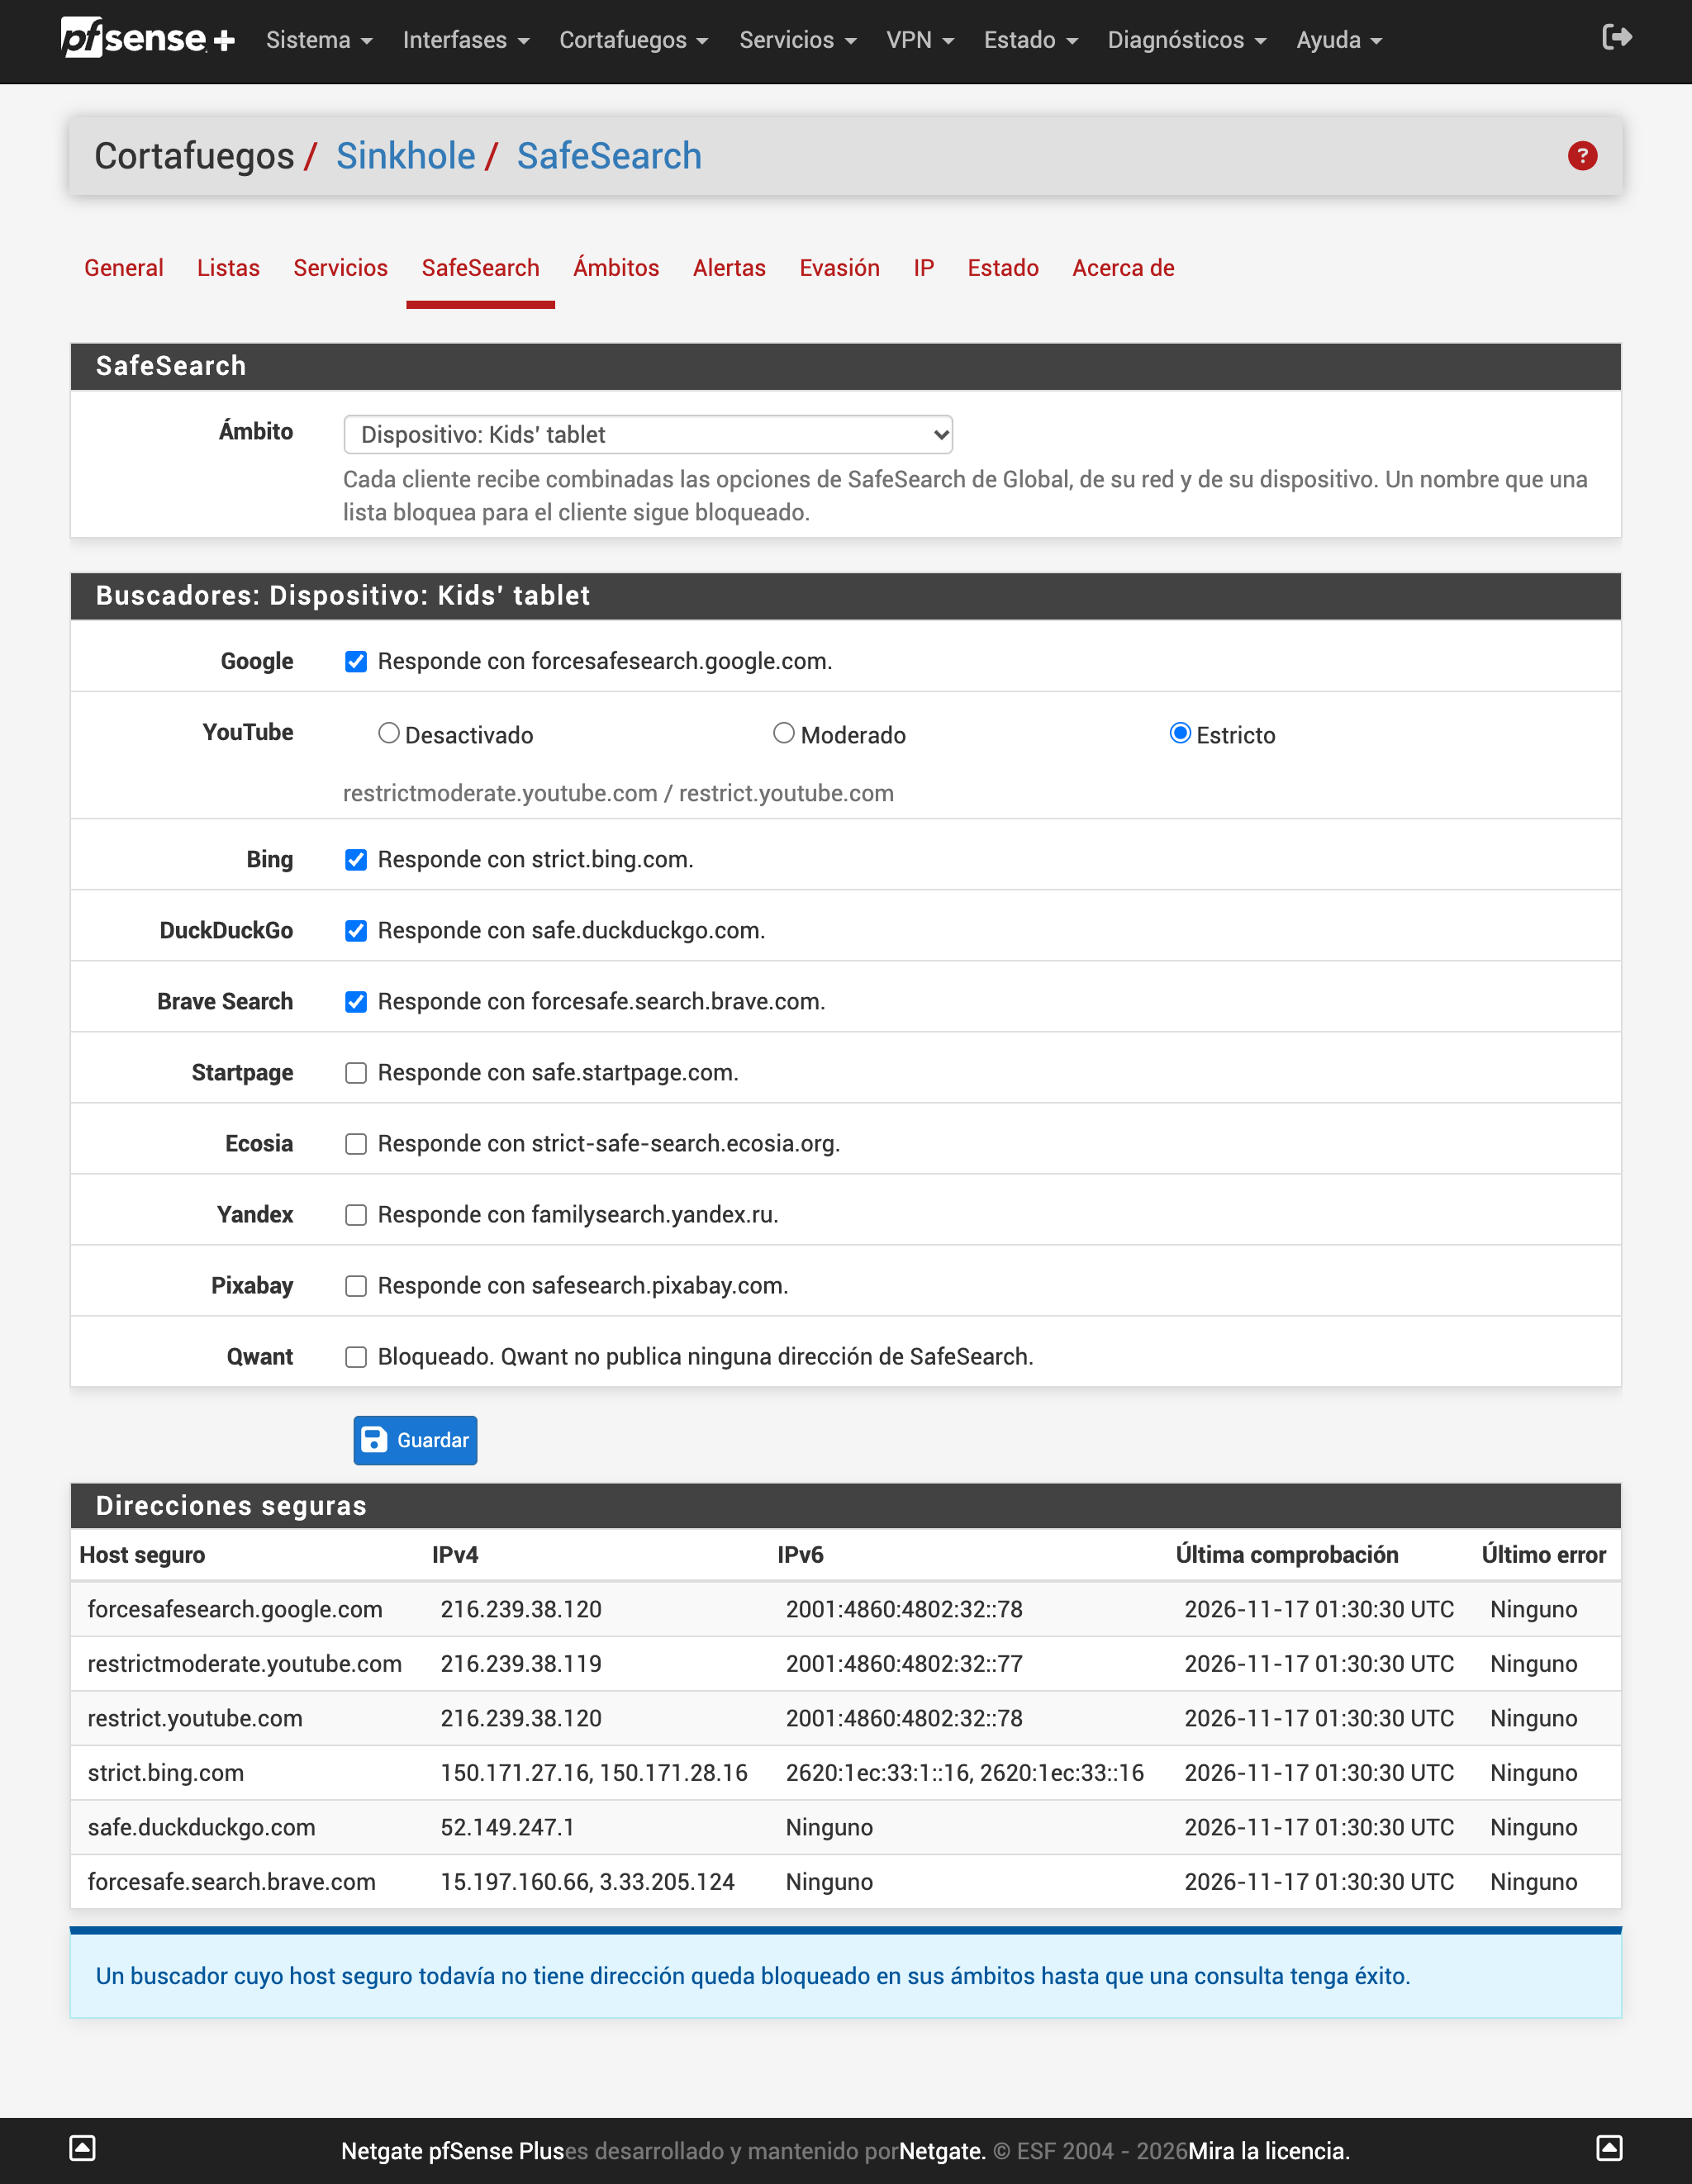 pfsense +
Sistema Interfases Cortafuegos Servicios VPN Estado Diagnósticos Ayuda
Cortafuegos / Sinkhole / SafeSearch
?
General Listas Servicios SafeSearch Ámbitos Alertas Evasión IP Estado Acerca de
SafeSearch
Ámbito
Dispositivo: Kids' tablet
Cada cliente recibe combinadas las opciones de SafeSearch de Global, de su red y de su dispositivo. Un nombre que una
lista bloquea para el cliente sigue bloqueado.
Buscadores: Dispositivo: Kids' tablet
Google Responde con forcesafesearch.google.com.
YouTube Desactivado Moderado Estricto
restrictmoderate.youtube.com / restrict.youtube.com
Bing Responde con strict.bing.com.
DuckDuckGo Responde con safe.duckduckgo.com.
Brave Search Responde con forcesafe.search.brave.com.
Startpage Responde con safe.startpage.com.
Ecosia Responde con strict-safe-search.ecosia.org.
Yandex Responde con familysearch.yandex.ru.
Pixabay Responde con safesearch.pixabay.com.
Qwant Bloqueado. Qwant no publica ninguna dirección de SafeSearch.
Guardar
Direcciones seguras
Host seguro IPv4 IPv6 Última comprobación Último error
forcesafesearch.google.com 216.239.38.120 2001:4860:4802:32::78 2026-11-17 01:30:30 UTC Ninguno
restrictmoderate.youtube.com 216.239.38.119 2001:4860:4802:32::77 2026-11-17 01:30:30 UTC Ninguno
restrict.youtube.com 216.239.38.120 2001:4860:4802:32::78 2026-11-17 01:30:30 UTC Ninguno
strict.bing.com 150.171.27.16, 150.171.28.16 2620:1ec:33:1::16, 2620:1ec:33::16 2026-11-17 01:30:30 UTC Ninguno
safe.duckduckgo.com 52.149.247.1 Ninguno 2026-11-17 01:30:30 UTC Ninguno
forcesafe.search.brave.com 15.197.160.66, 3.33.205.124 Ninguno 2026-11-17 01:30:30 UTC Ninguno
Un buscador cuyo host seguro todavía no tiene dirección queda bloqueado en sus ámbitos hasta que una consulta tenga éxito.
Netgate pfSense Pluses desarrollado y mantenido porNetgate. © ESF 2004 - 2026Mira la licencia.